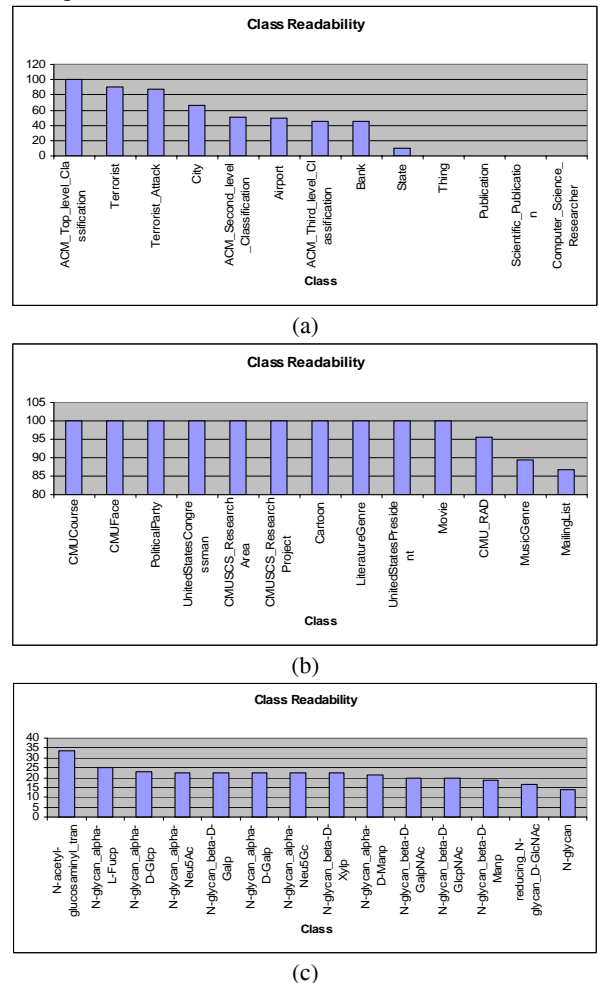 Class Readability
120
100
80
60
40
20
0
ACM_Top_level_Cla
ssification
Terrorist
Terrorist_Attack
City
ACM_Second_level
_Classification
Airport
ACM_Third_level_Cl
assification
Bank
State
Thing
Publication
Scientific_Publicatio
n
Computer_Science_
Researcher
Class
(a)
Class Readability
105
100
95
90
85
80
CMUCourse
CMUFace
PoliticalParty
UnitedStatesCongre
ssman
CMUSCS_Research
Area
CMUSCS_Research
Project
Cartoon
LiteratureGenre
UnitedStatesPreside
nt
Movie
CMU_RAD
MusicGenre
MailingList
Class
(b)
Class Readability
40
35
30
25
20
15
10
5
0
N-acetyl-
glucosaminyl_tran
N-glycan_alpha-
L-Fucp
N-glycan_alpha-
D-Glcp
N-glycan_alpha-
Neu5Ac
N-glycan_beta-D-
Galp
N-glycan_alpha-
D-Galp
N-glycan_alpha-
Neu5Gc
N-glycan_beta-D-
Xylp
N-glycan_alpha-
D-Manp
N-glycan_beta-D-
GalpNAc
N-glycan_beta-D-
GlcpNAc
N-glycan_beta-D-
Manp
reducing_N-
glycan_D-GlcNAc
N-glycan
Class
(c)